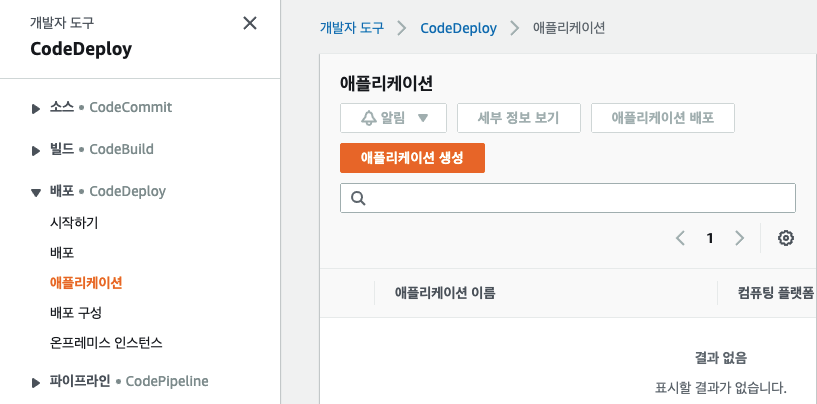 개발자 도구
CodeDeploy
소스 • CodeCommit
빌드 • CodeBuild
배포 • CodeDeploy
시작하기
배포
애플리케이션
배포 구성
온프레미스 인스턴스
파이프라인 • CodePipeline
개발자 도구 > CodeDeploy > 애플리케이션
애플리케이션
알림 세부 정보 보기 애플리케이션 배포
애플리케이션 생성
1
애플리케이션 이름 컴퓨팅 플랫폼
결과 없음
표시할 결과가 없습니다.